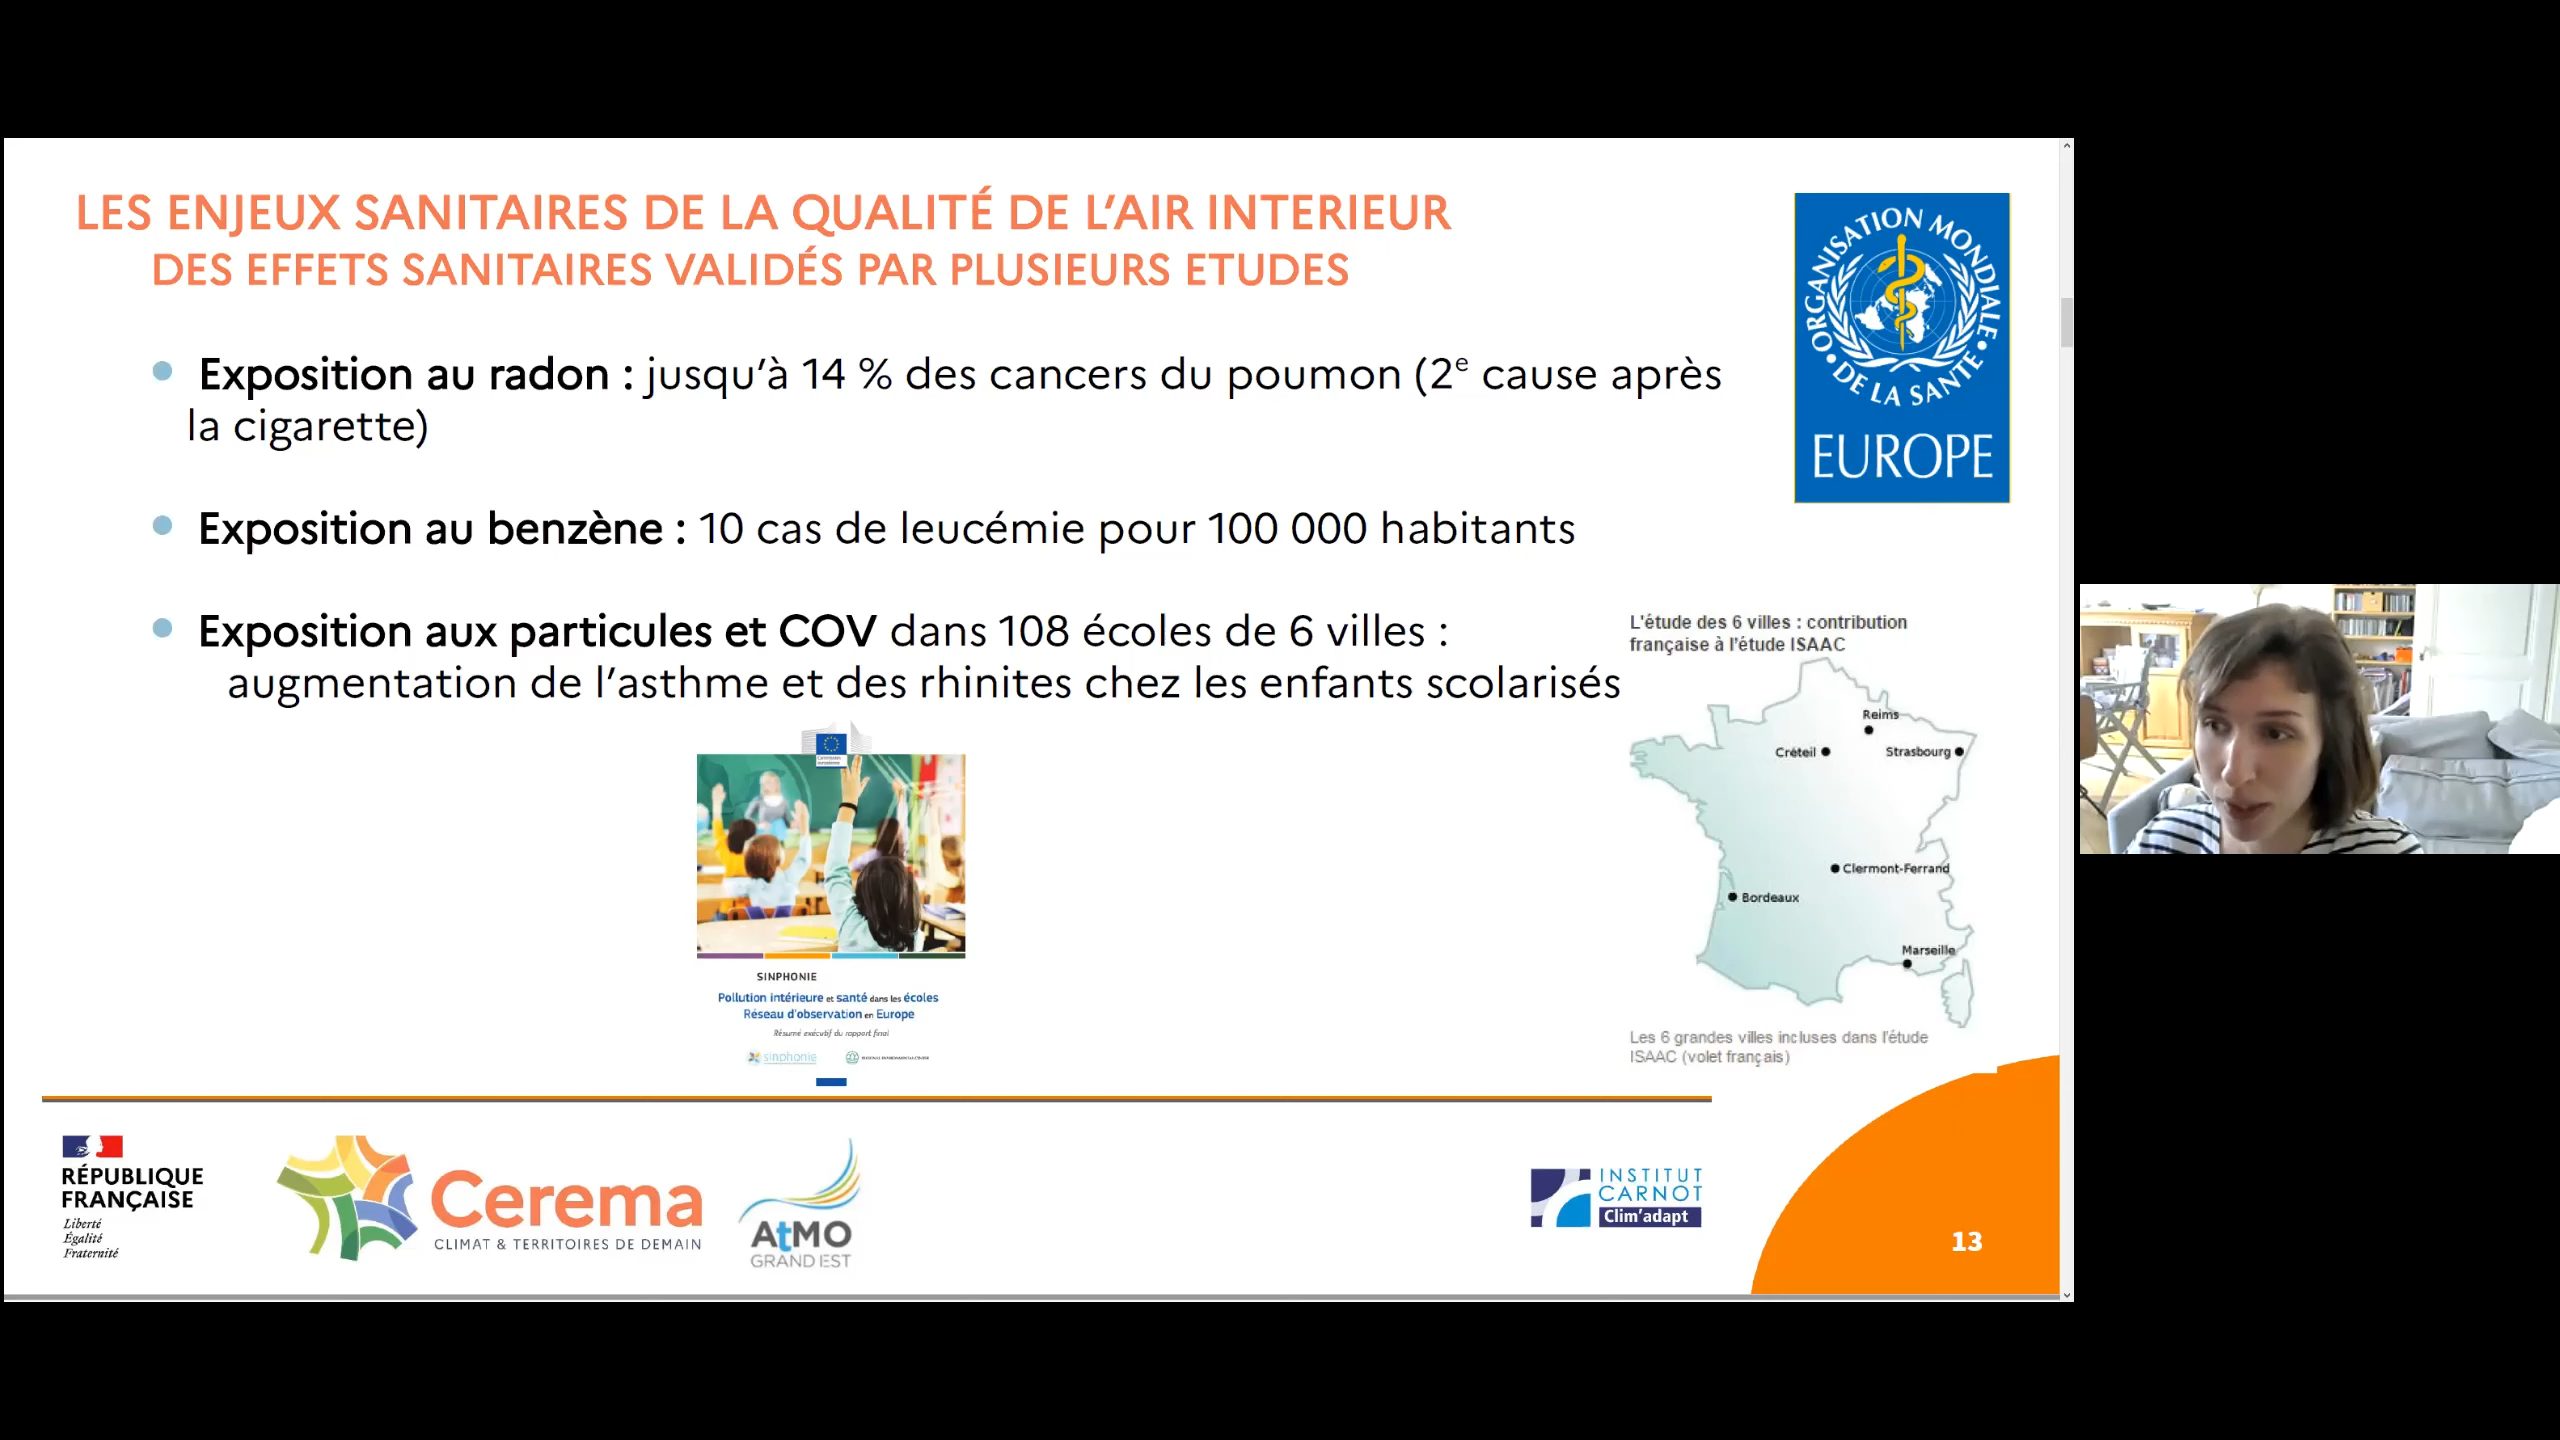 LES ENJEUX SANITAIRES DE LA QUALITÉ DE L’AIR INTERIEUR
DES EFFETS SANITAIRES VALIDÉS PAR PLUSIEURS ETUDES
ORGANISATION MONDIALE
DE LA SANTÉ
EUROPE
Exposition au radon : jusqu’à 14 % des cancers du poumon (2e cause après
la cigarette)
Exposition au benzène : 10 cas de leucémie pour 100 000 habitants
Exposition aux particules et COV dans 108 écoles de 6 villes :
augmentation de l’asthme et des rhinites chez les enfants scolarisés
L'étude des 6 villes : contribution
française à l'étude ISAAC
Reims
Créteil
Strasbourg
Clermont-Ferrand
Bordeaux
Marseille
Les 6 grandes villes incluses dans l'étude
ISAAC (volet français)
SINPHONIE
Pollution intérieure et santé dans les écoles
Réseau d'observation en Europe
Résumé exécutif du rapport final
sinphonie
RÉPUBLIQUE
FRANÇAISE
Liberté
Égalité
Fraternité
Cerema
CLIMAT & TERRITOIRES DE DEMAIN
AtMO
GRAND EST
INSTITUT
CARNOT
Clim'adapt
13